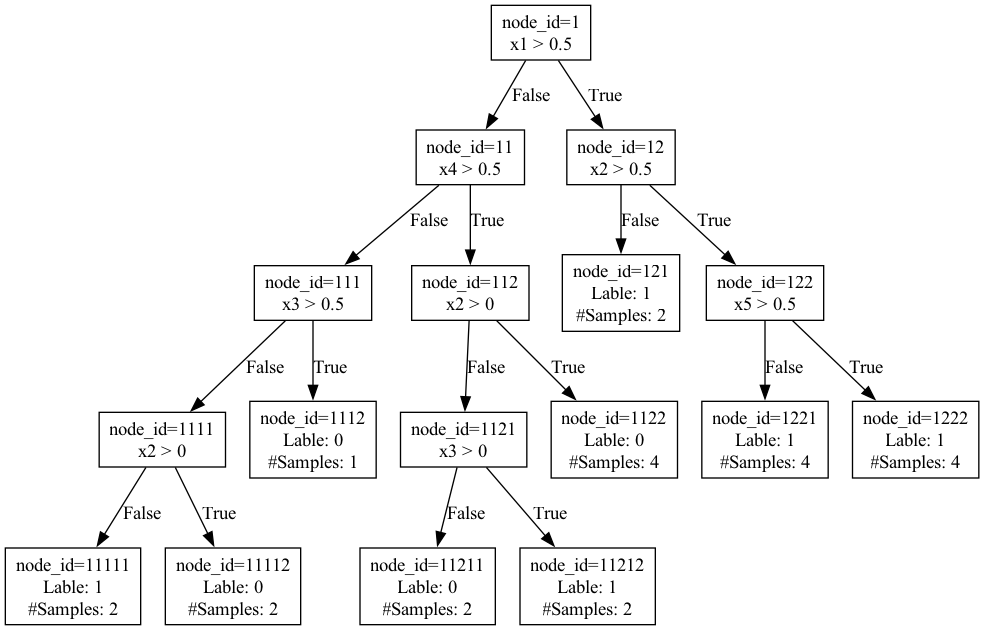 node_id=1
x1 > 0.5
False
True
node_id=11
x4 > 0.5
node_id=12
x2 > 0.5
False
True
False
True
node_id=111
x3 > 0.5
node_id=112
x2 > 0
node_id=121
Lable: 1
#Samples: 2
node_id=122
x5 > 0.5
False
True
False
True
False
True
node_id=1111
x2 > 0
node_id=1112
Lable: 0
#Samples: 1
node_id=1121
x3 > 0
node_id=1122
Lable: 0
#Samples: 4
node_id=1221
Lable: 1
#Samples: 4
node_id=1222
Lable: 1
#Samples: 4
False
True
False
True
node_id=11111
Lable: 1
#Samples: 2
node_id=11112
Lable: 0
#Samples: 2
node_id=11211
Lable: 0
#Samples: 2
node_id=11212
Lable: 1
#Samples: 2